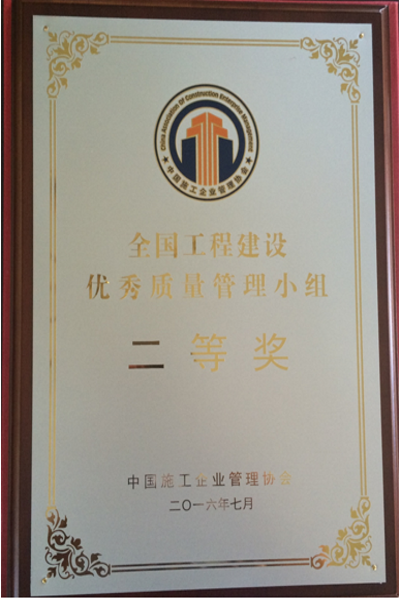 China Association Of Construction Enterprise Management
★中国施工企业管理协会★
全国工程建设
优秀质量管理小组
二等奖
中国施工企业管理协会
二〇一六年七月